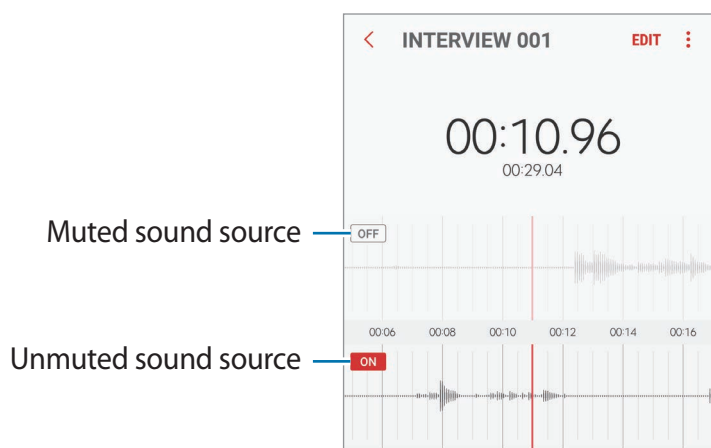 INTERVIEW 001 EDIT
00:10.96
00:29.04
Muted sound source OFF
00:06 00:08 00:10 00:12 00:14 00:16
Unmuted sound source ON